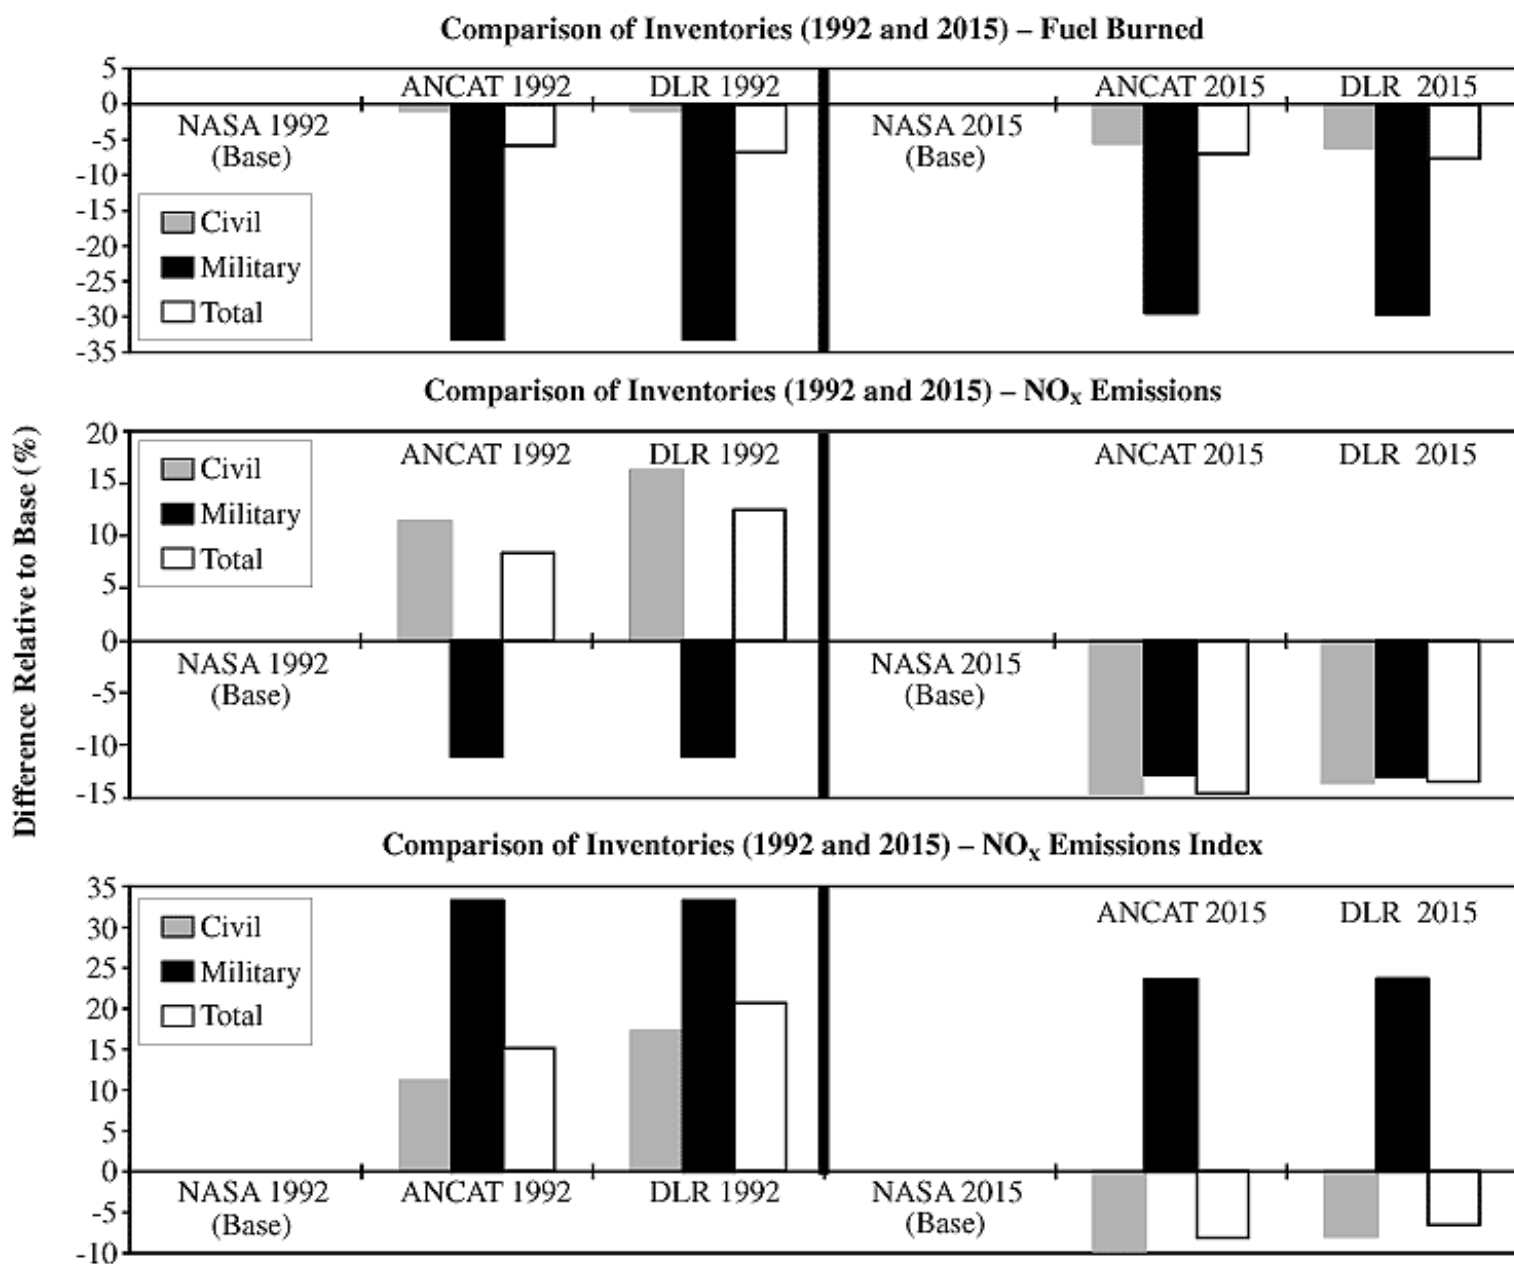 Comparison of Inventories (1992 and 2015) – Fuel Burned
5
0
-5
-10
-15
-20
-25
-30
-35
ANCAT 1992
DLR 1992
ANCAT 2015
DLR 2015
NASA 1992
(Base)
NASA 2015
(Base)
Civil
Military
Total
Difference Relative to Base (%)
Comparison of Inventories (1992 and 2015) – NOx Emissions
20
15
10
5
0
-5
-10
-15
Civil
Military
Total
ANCAT 1992
DLR 1992
ANCAT 2015
DLR 2015
NASA 1992
(Base)
NASA 2015
(Base)
Comparison of Inventories (1992 and 2015) – NOx Emissions Index
35
30
25
20
15
10
5
0
-5
-10
Civil
Military
Total
ANCAT 2015
DLR 2015
NASA 1992
(Base)
ANCAT 1992
DLR 1992
NASA 2015
(Base)